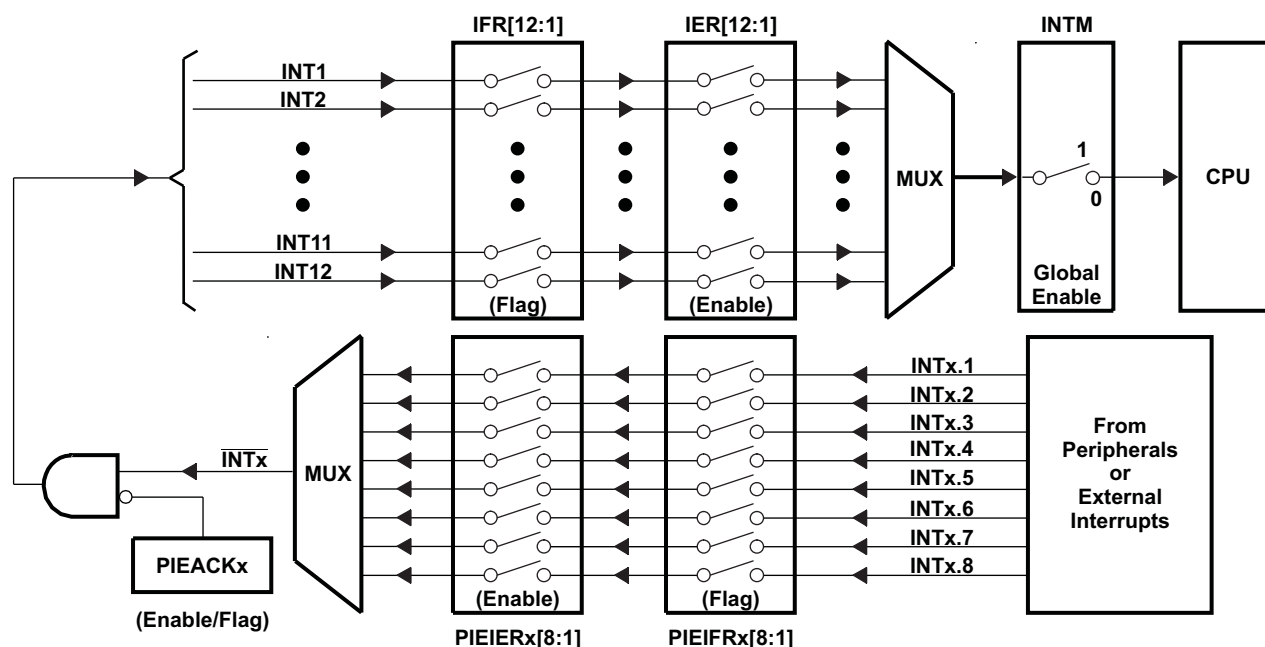 IFR[12:1]
IER[12:1]
INTM
INT1
INT2
INT11
INT12
(Flag)
(Enable)
MUX
1
0
Global
Enable
CPU
INTx.1
INTx.2
INTx.3
INTx.4
INTx.5
INTx.6
INTx.7
INTx.8
From
Peripherals
or
External
Interrupts
INTx
MUX
PIEACKx
(Enable/Flag)
(Enable)
(Flag)
PIEIERx[8:1]
PIEIFRx[8:1]